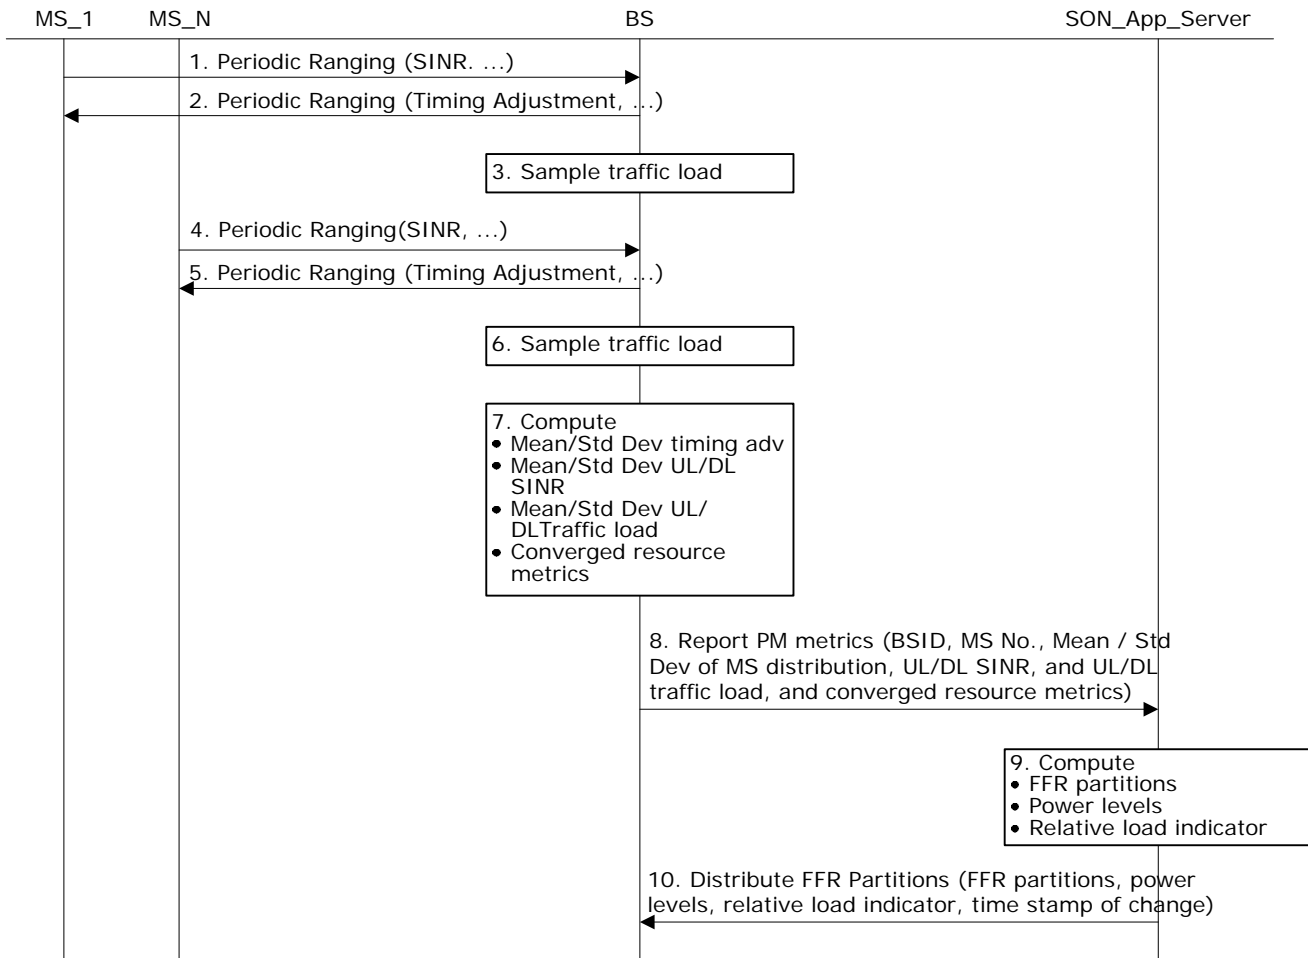 MS_1 MS_N BS SON_App_Server
1. Periodic Ranging (SINR. ...)
2. Periodic Ranging (Timing Adjustment, ...)
3. Sample traffic load
4. Periodic Ranging(SINR, ...)
5. Periodic Ranging (Timing Adjustment, ...)
6. Sample traffic load
7. Compute
• Mean/Std Dev timing adv
• Mean/Std Dev UL/DL
SINR
• Mean/Std Dev UL/
DLTraffic load
• Converged resource
metrics
8. Report PM metrics (BSID, MS No., Mean / Std
Dev of MS distribution, UL/DL SINR, and UL/DL
traffic load, and converged resource metrics)
9. Compute
• FFR partitions
• Power levels
• Relative load indicator
10. Distribute FFR Partitions (FFR partitions, power
levels, relative load indicator, time stamp of change)